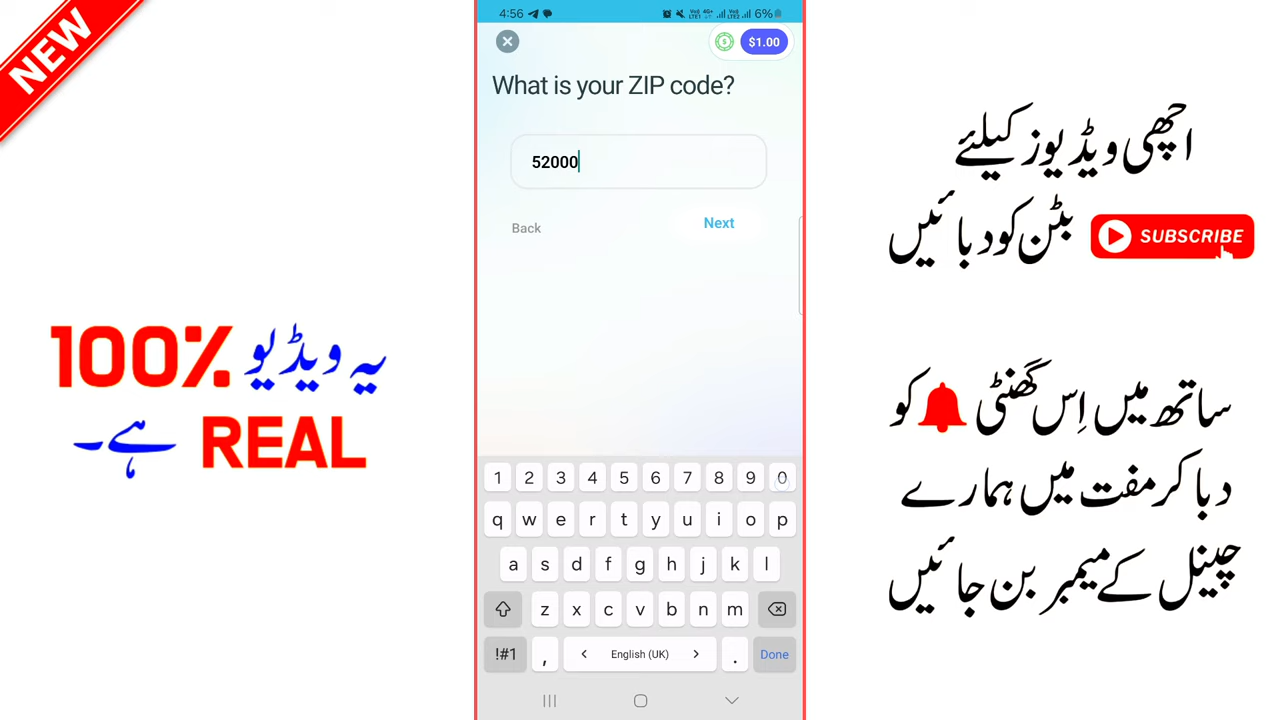 NEW
4:56
6%
$1.00
What is your ZIP code?
52000
Back
Next
1 2 3 4 5 6 7 8 9 0
q w e r t y u i o p
a s d f g h j k l
z x c v b n m
!#1 , < English (UK) > . Done
یہ ویڈیو 100%
REAL ہے۔
اچھی ویڈیوز کیلئے
SUBSCRIBE بٹن کو دبائیں
ساتھ میں اِس گھنٹی کو
دبا کر مفت میں ہمارے
چینل کے میمبر بن جائیں